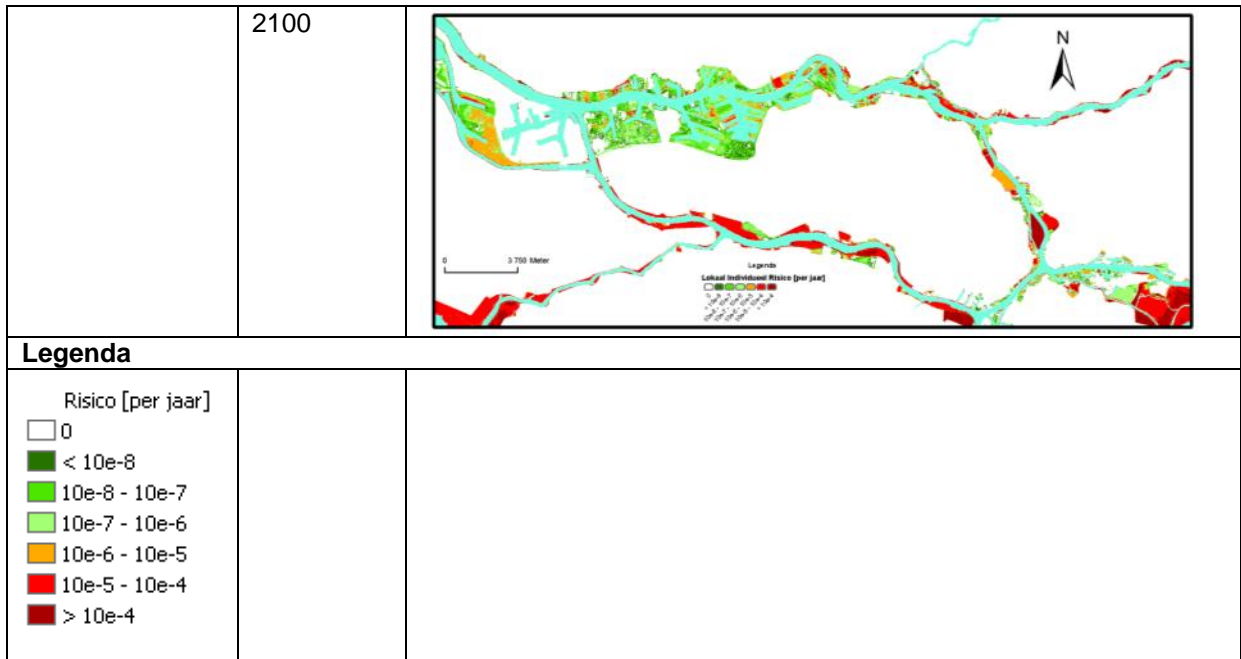 2100
N
0 3 750 Meter
Legenda
Lokaal Individueel Risico [per jaar]
0
Legenda
Risico [per jaar]
0
< 10e-8
10e-8 - 10e-7
10e-7 - 10e-6
10e-6 - 10e-5
10e-5 - 10e-4
> 10e-4